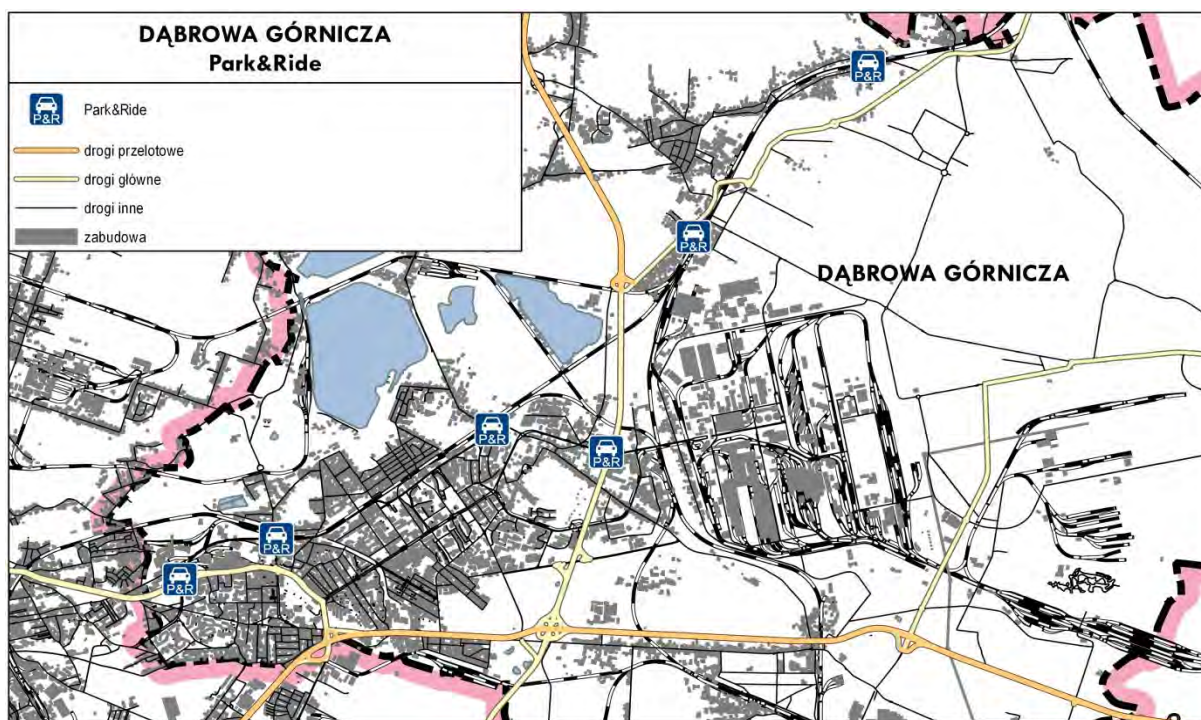 DĄBROWA GÓRNICZA
Park&Ride
P&R
Park&Ride
drogi przelotowe
drogi główne
drogi inne
zabudowa
P&R
P&R
DĄBROWA GÓRNICZA
P&R
P&R
P&R
P&R